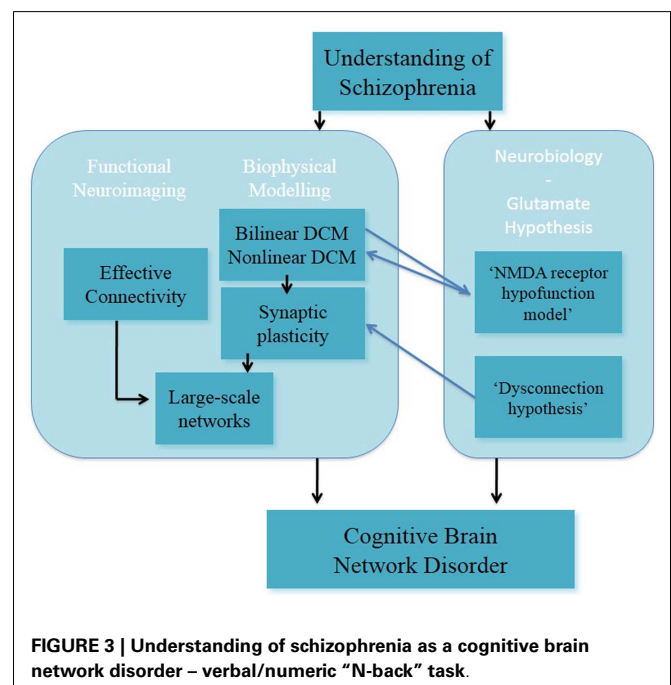 Understanding of
Schizophrenia
Functional
Neuroimaging
Biophysical
Modelling
Neurobiology
-
Glutamate
Hypothesis
Bilinear DCM
Nonlinear DCM
Effective
Connectivity
‘NMDA receptor
hypofunction
model’
Synaptic
plasticity
‘Dysconnection
hypothesis’
Large-scale
networks
Cognitive Brain
Network Disorder
FIGURE 3 | Understanding of schizophrenia as a cognitive brain
network disorder – verbal/numeric “N-back” task.